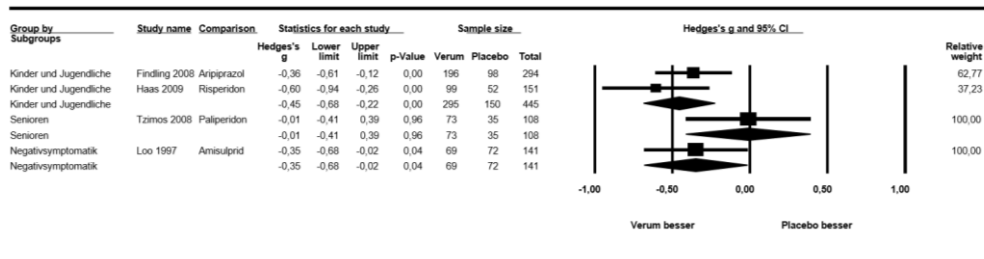 Group by Study name Comparison Statistics for each study Sample size Hedges's g and 95% CI
Subgroups
Hedges's g Lower limit Upper limit p-Value Verum Placebo Total Relative weight
Kinder und Jugendliche Findling 2008 Aripiprazol -0,36 -0,61 -0,12 0,00 196 98 294 62,77
Kinder und Jugendliche Haas 2009 Risperidon -0,60 -0,94 -0,26 0,00 99 52 151 37,23
Kinder und Jugendliche -0,45 -0,68 -0,22 0,00 295 150 445
Senioren Tzimos 2008 Paliperidon -0,01 -0,41 0,39 0,96 73 35 108 100,00
Senioren -0,01 -0,41 0,39 0,96 73 35 108
Negativsymptomatik Loo 1997 Amisulprid -0,35 -0,68 -0,02 0,04 69 72 141 100,00
Negativsymptomatik -0,35 -0,68 -0,02 0,04 69 72 141
-1,00 -0,50 0,00 0,50 1,00
Verum besser Placebo besser